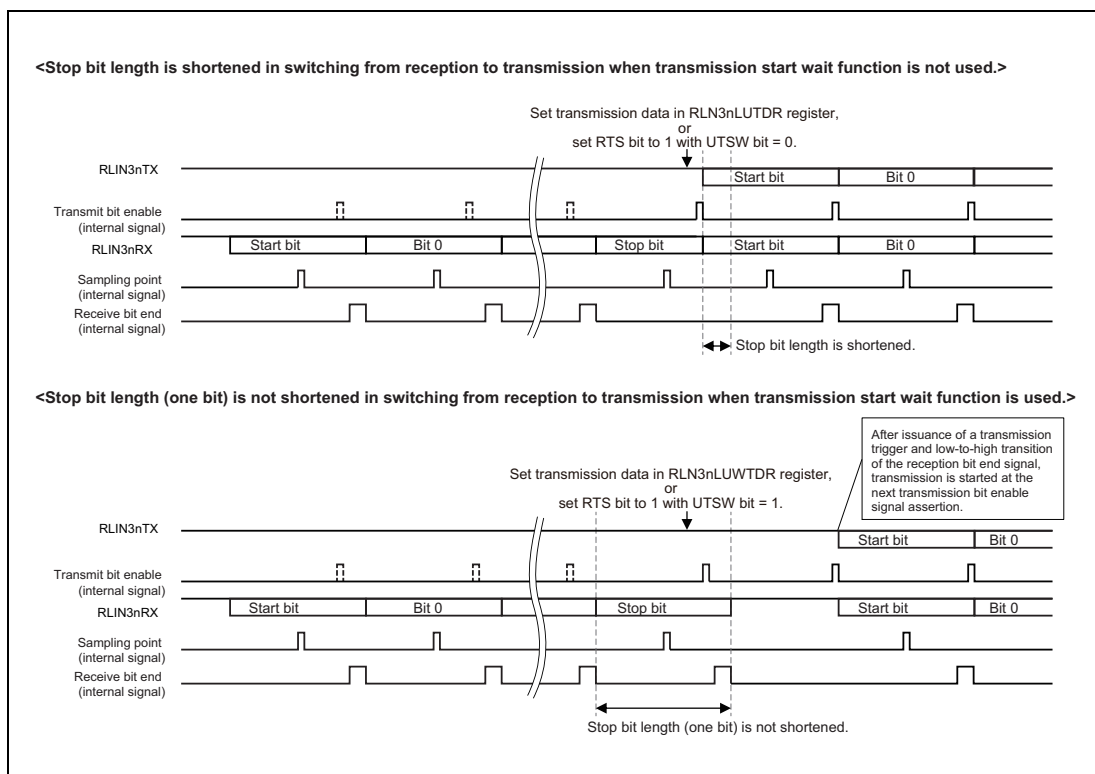 <Stop bit length is shortened in switching from reception to transmission when transmission start wait function is not used.>
Set transmission data in RLN3nLUTDR register,
or
set RTS bit to 1 with UTSW bit = 0.
RLIN3nTX
Start bit
Bit 0
Transmit bit enable
(internal signal)
RLIN3nRX
Start bit
Bit 0
Stop bit
Start bit
Bit 0
Sampling point
(internal signal)
Receive bit end
(internal signal)
Stop bit length is shortened.
<Stop bit length (one bit) is not shortened in switching from reception to transmission when transmission start wait function is used.>
After issuance of a transmission
trigger and low-to-high transition
of the reception bit end signal,
transmission is started at the
next transmission bit enable
signal assertion.
Set transmission data in RLN3nLUWTDR register,
or
set RTS bit to 1 with UTSW bit = 1.
RLIN3nTX
Start bit
Bit 0
Transmit bit enable
(internal signal)
RLIN3nRX
Start bit
Bit 0
Stop bit
Start bit
Bit 0
Sampling point
(internal signal)
Receive bit end
(internal signal)
Stop bit length (one bit) is not shortened.